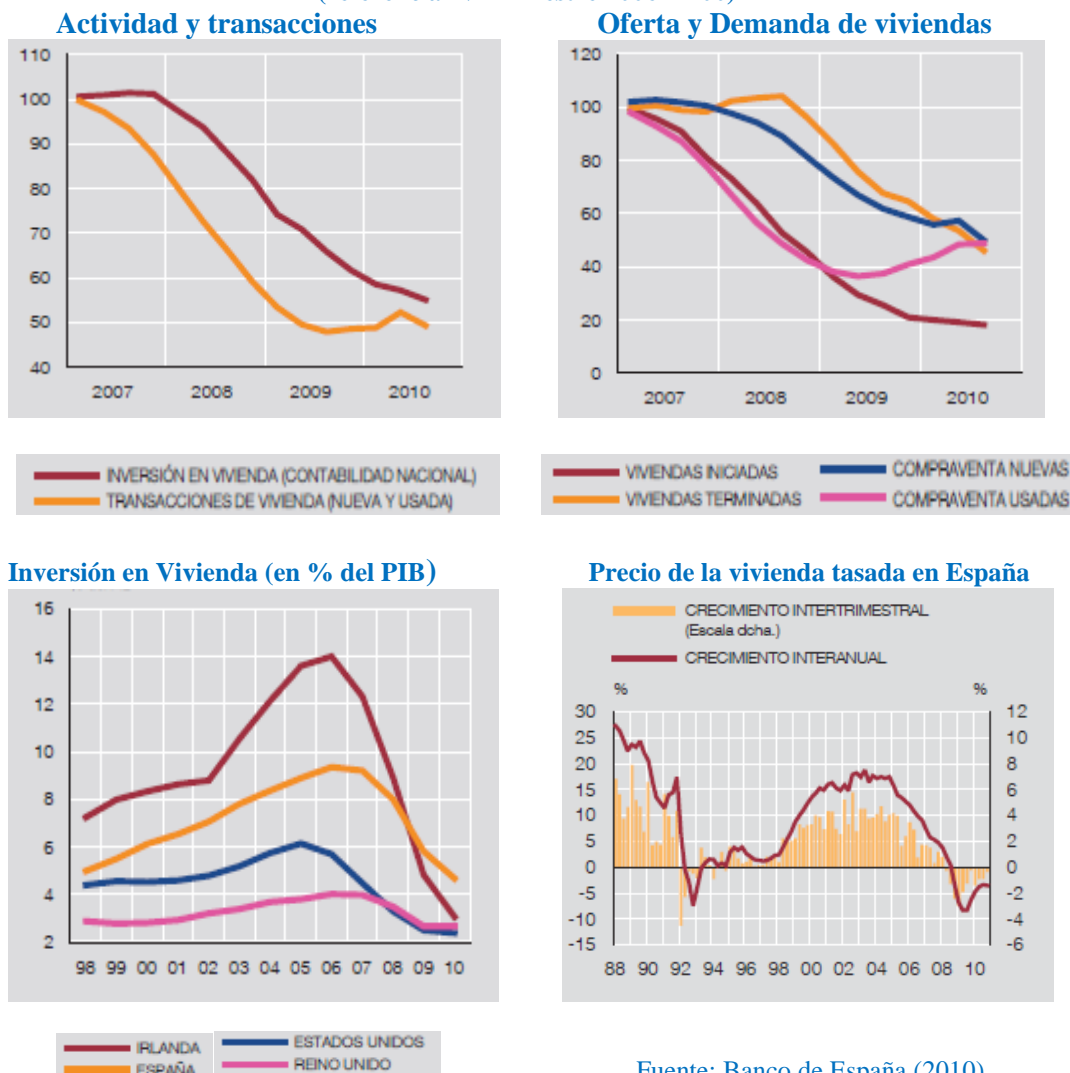 Actividad y transacciones
Oferta y Demanda de viviendas
110
100
90
80
70
60
50
40
2007 2008 2009 2010
120
100
80
60
40
20
0
2007 2008 2009 2010
INVERSIÓN EN VIVIENDA (CONTABILIDAD NACIONAL)
TRANSACCIONES DE VIVIENDA (NUEVA Y USADA)
VIVIENDAS INICIADAS
VIVIENDAS TERMINADAS
COMPRAVENTA NUEVAS
COMPRAVENTA USADAS
Inversión en Vivienda (en % del PIB)
Precio de la vivienda tasada en España
16
14
12
10
8
6
4
2
98 99 00 01 02 03 04 05 06 07 08 09 10
IRLANDA
ESPAÑA
ESTADOS UNIDOS
REINO UNIDO
CRECIMIENTO INTERTRIMESTRAL
(Escala dcha.)
CRECIMIENTO INTERANUAL
% %
30 12
25 10
20 8
15 6
10 4
5 2
0 0
-5 -2
-10 -4
-15 -6
88 90 92 94 96 98 00 02 04 06 08 10
Fuente: Banco de España (2010)